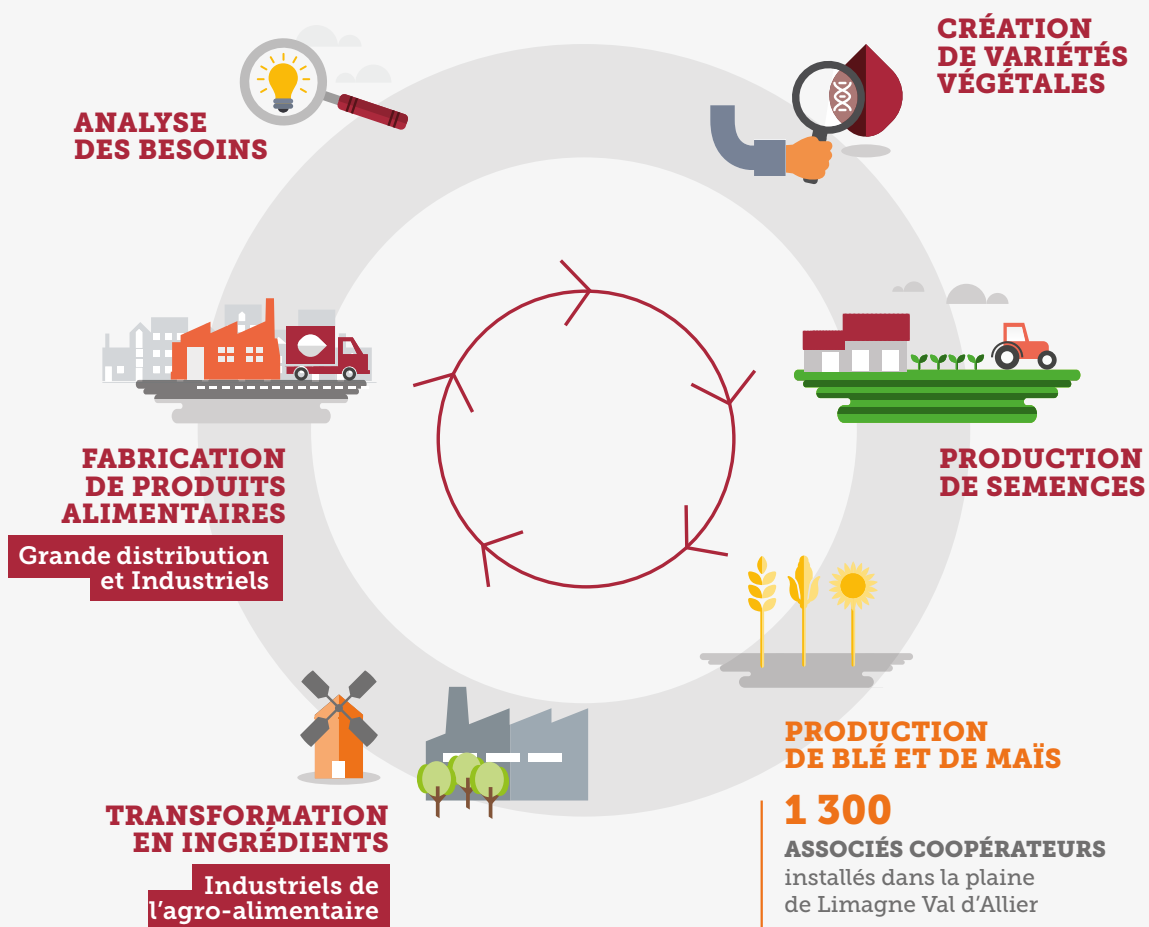 ANALYSE
DES BESOINS
CRÉATION
DE VARIÉTÉS
VÉGÉTALES
PRODUCTION
DE SEMENCES
PRODUCTION
DE BLÉ ET DE MAÏS
1 300
ASSOCIÉS COOPÉRATEURS
installés dans la plaine
de Limagne Val d’Allier
TRANSFORMATION
EN INGRÉDIENTS
Industriels de
l’agro-alimentaire
FABRICATION
DE PRODUITS
ALIMENTAIRES
Grande distribution
et Industriels